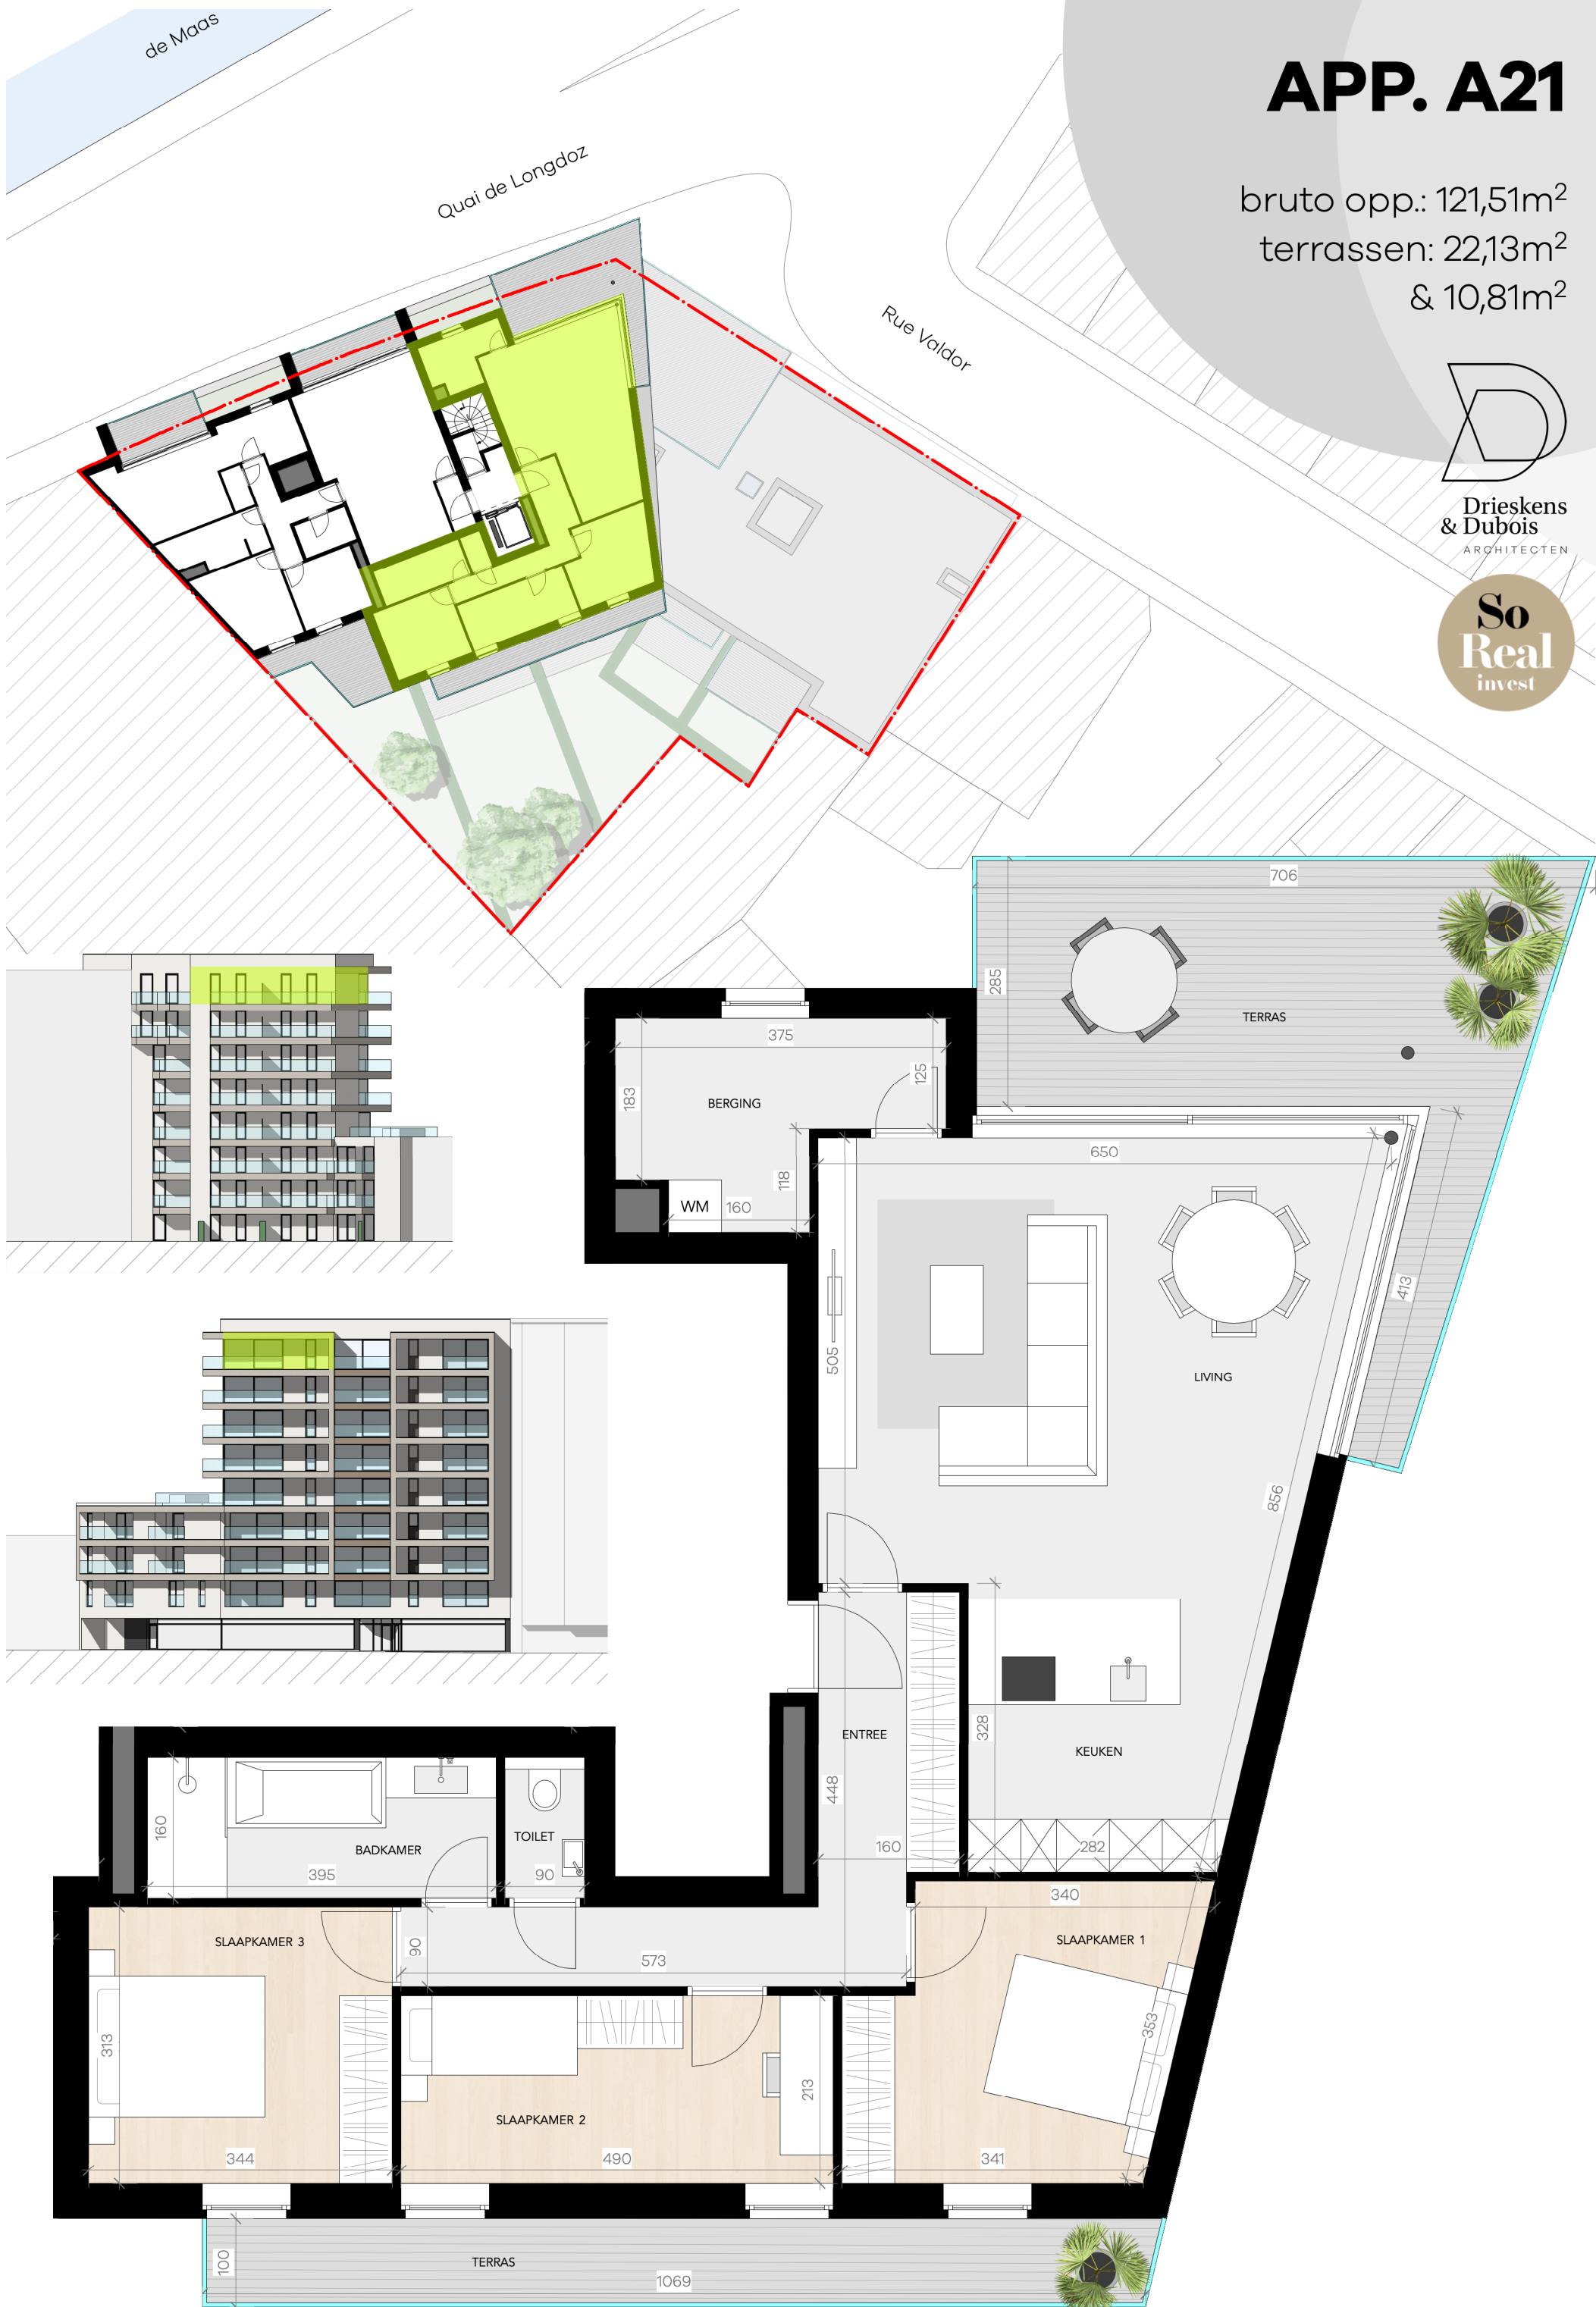 de Maas
Quai de Longdoz
Rue Valdor
APP. A21
bruto opp.: 121,51m²
terrassen: 22,13m²
& 10,81m²
Drieskens
& Dubois
ARCHITECTEN
So
Real
invest
706
285
TERRAS
375
125
183
BERGING
118
WM
160
650
413
505
LIVING
856
ENTREE
328
KEUKEN
448
160
282
160
BADKAMER
TOILET
395
90
340
SLAAPKAMER 3
90
573
SLAAPKAMER 1
313
353
213
SLAAPKAMER 2
344
490
341
100
TERRAS
1069